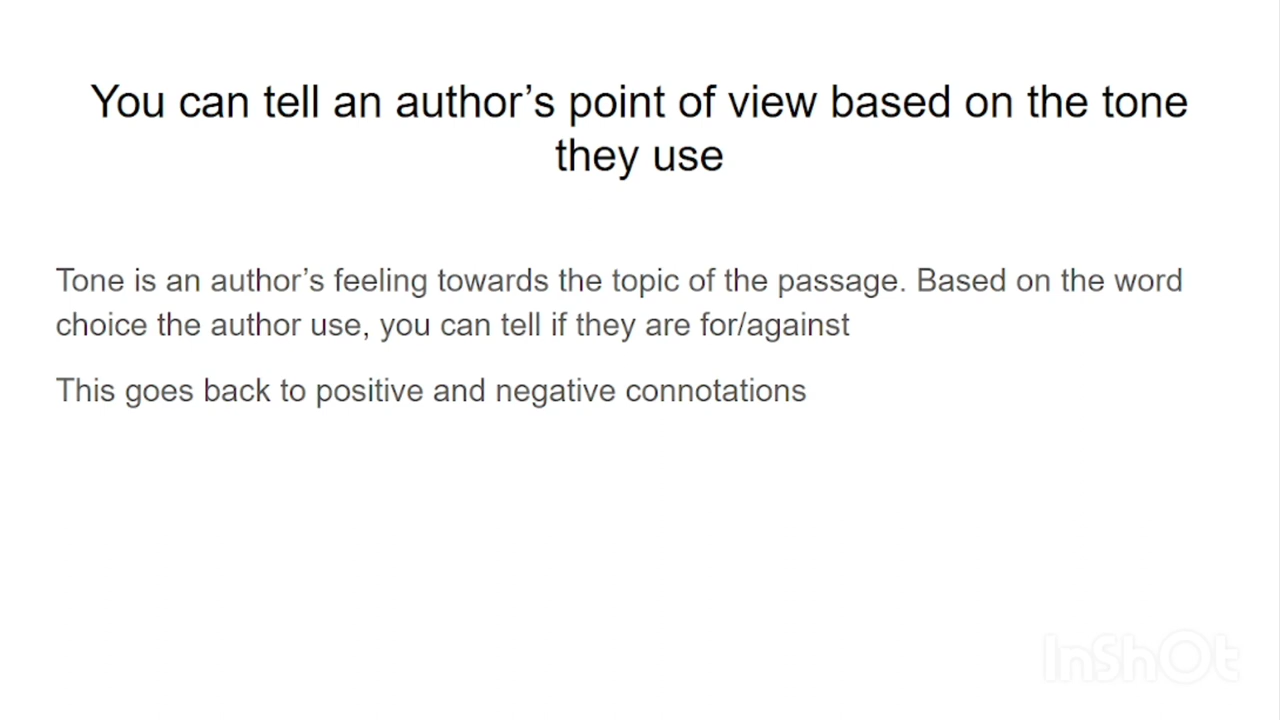 You can tell an author’s point of view based on the tone
they use
Tone is an author’s feeling towards the topic of the passage. Based on the word
choice the author use, you can tell if they are for/against
This goes back to positive and negative connotations
InShOt